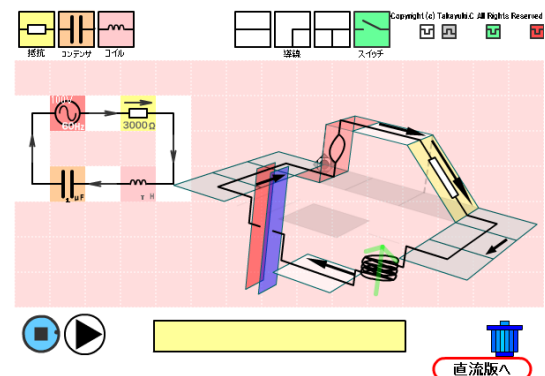 抵抗 コンデンサ コイル
導線 スイッチ
Copyright (c) Takayuki.C All Rights Reserved
100V
60Hz
3000Ω
1μF
1 H
直流版へ